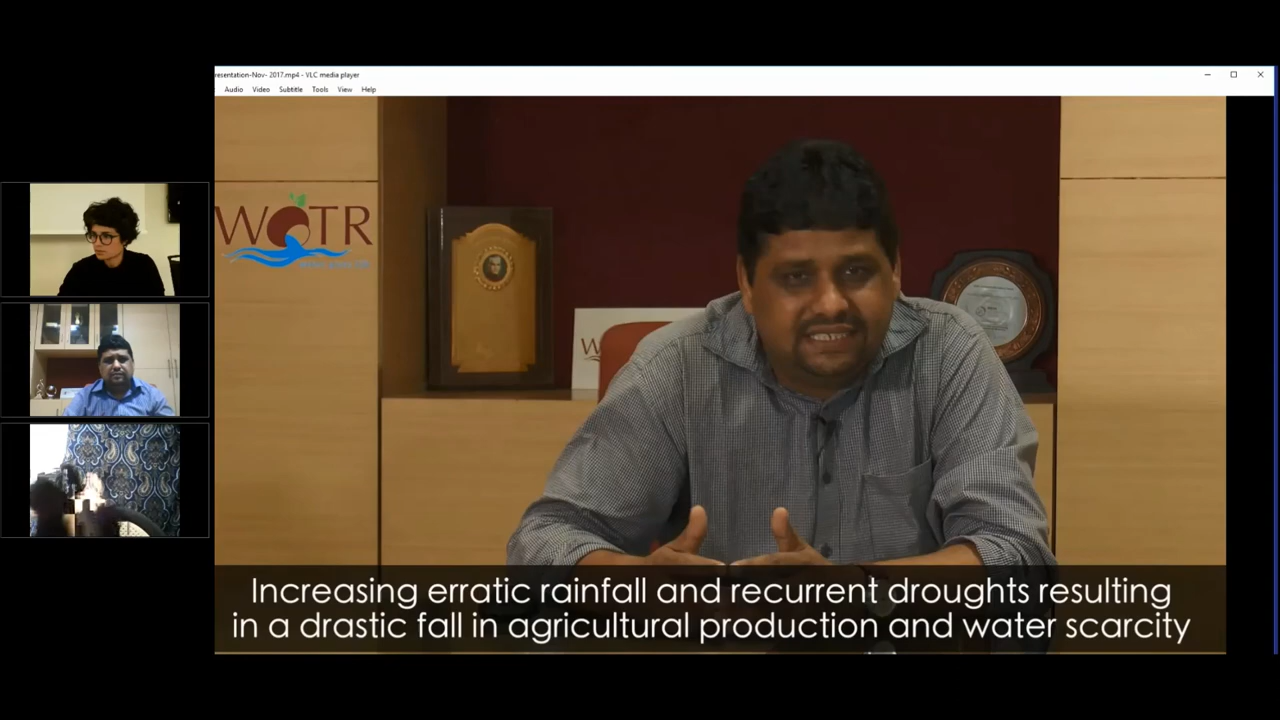 resentation-Nov- 2017.mp4 - VLC media player
Audio Video Subtitle Tools View Help
WOTR
W
Increasing erratic rainfall and recurrent droughts resulting
in a drastic fall in agricultural production and water scarcity